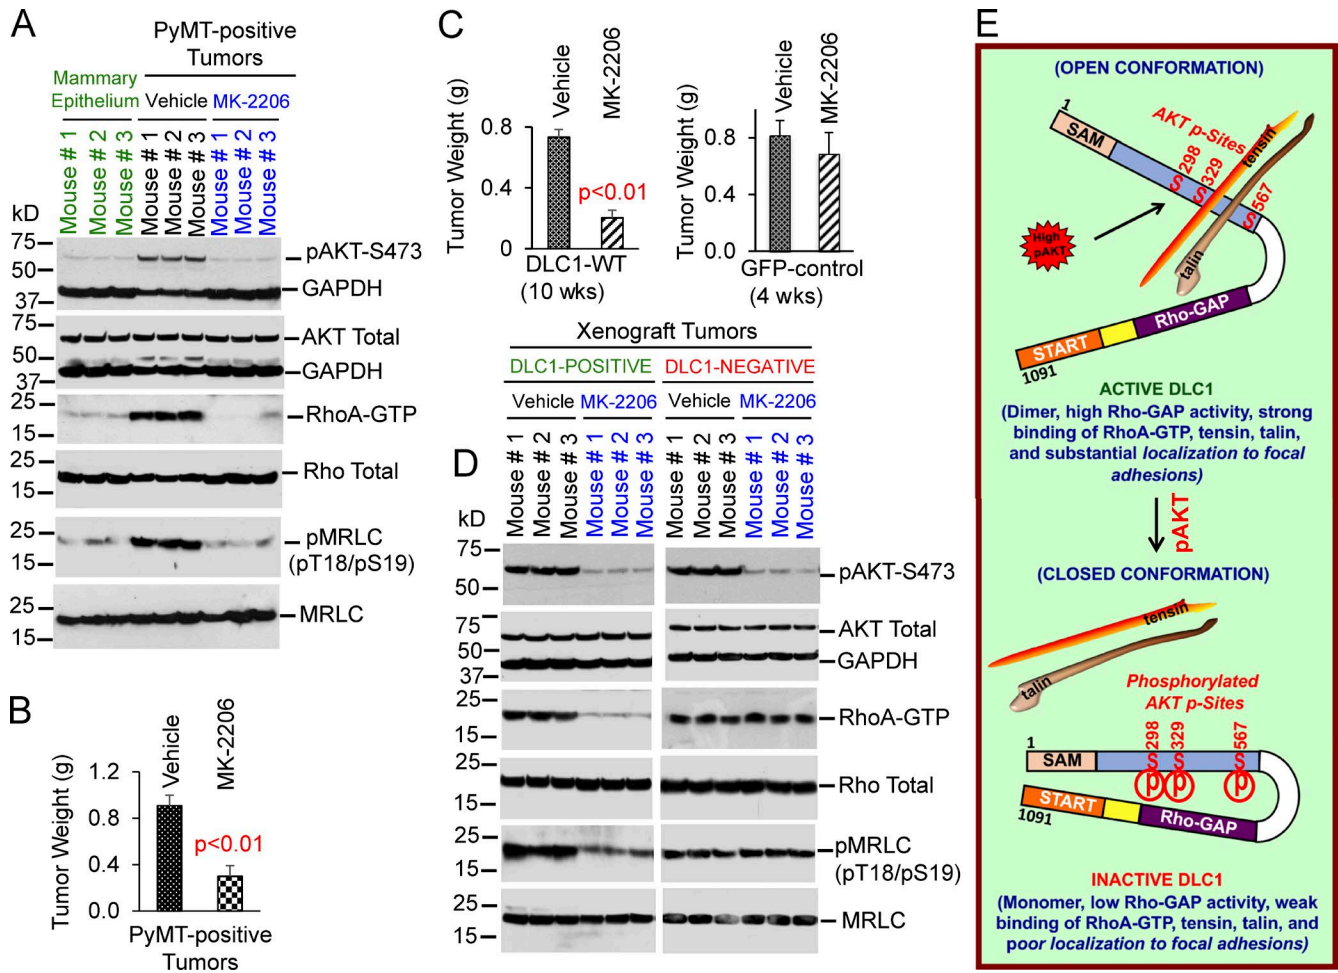 A
PyMT-positive
Tumors
Mammary
Epithelium
Vehicle
MK-2206
Mouse # 1
Mouse # 2
Mouse # 3
Mouse # 1
Mouse # 2
Mouse # 3
Mouse # 1
Mouse # 2
Mouse # 3
kD
75
50
37
pAKT-S473
GAPDH
75
50
37
AKT Total
GAPDH
25
15
RhoA-GTP
25
15
Rho Total
25
15
pMRLC
(pT18/pS19)
25
15
MRLC
B
Tumor Weight (g)
1.2
0.8
0.4
0.0
Vehicle
MK-2206
p<0.01
PyMT-positive
Tumors
C
Tumor Weight (g)
0.8
0.4
0
Vehicle
MK-2206
p<0.01
DLC1-WT
(10 wks)
Tumor Weight (g)
0.8
0.4
0.0
Vehicle
MK-2206
GFP-control
(4 wks)
D
Xenograft Tumors
DLC1-POSITIVE
DLC1-NEGATIVE
Vehicle
MK-2206
Vehicle
MK-2206
Mouse # 1
Mouse # 2
Mouse # 3
Mouse # 1
Mouse # 2
Mouse # 3
Mouse # 1
Mouse # 2
Mouse # 3
Mouse # 1
Mouse # 2
Mouse # 3
kD
75
50
pAKT-S473
75
50
37
AKT Total
GAPDH
25
15
RhoA-GTP
25
15
Rho Total
25
15
pMRLC
(pT18/pS19)
25
15
MRLC
E
(OPEN CONFORMATION)
1
SAM
AKT p-Sites
S 298
S 329
S567
tensin
talin
High
pAKT
Rho-GAP
START
1091
ACTIVE DLC1
(Dimer, high Rho-GAP activity, strong
binding of RhoA-GTP, tensin, talin,
and substantial localization to focal
adhesions)
pAKT
(CLOSED CONFORMATION)
tensin
talin
Phosphorylated
AKT p-Sites
1
SAM
S298
S329
S567
P
P
P
START
1091
Rho-GAP
INACTIVE DLC1
(Monomer, low Rho-GAP activity, weak
binding of RhoA-GTP, tensin, talin, and
poor localization to focal adhesions)